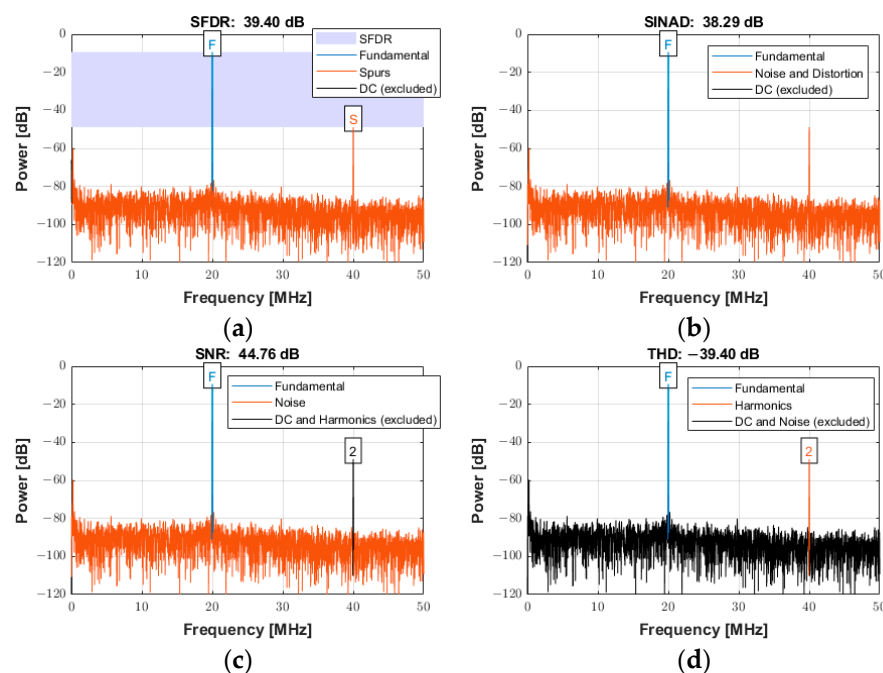 SFDR: 39.40 dB
F
S
SFDR
Fundamental
Spurs
DC (excluded)
0
−20
−40
−60
−80
−100
−120
Power [dB]
0 10 20 30 40 50
Frequency [MHz]
(a)
SINAD: 38.29 dB
F
Fundamental
Noise and Distortion
DC (excluded)
0
−20
−40
−60
−80
−100
−120
Power [dB]
0 10 20 30 40 50
Frequency [MHz]
(b)
SNR: 44.76 dB
F
2
Fundamental
Noise
DC and Harmonics (excluded)
0
−20
−40
−60
−80
−100
−120
Power [dB]
0 10 20 30 40 50
Frequency [MHz]
(c)
THD: −39.40 dB
F
2
Fundamental
Harmonics
DC and Noise (excluded)
0
−20
−40
−60
−80
−100
−120
Power [dB]
0 10 20 30 40 50
Frequency [MHz]
(d)